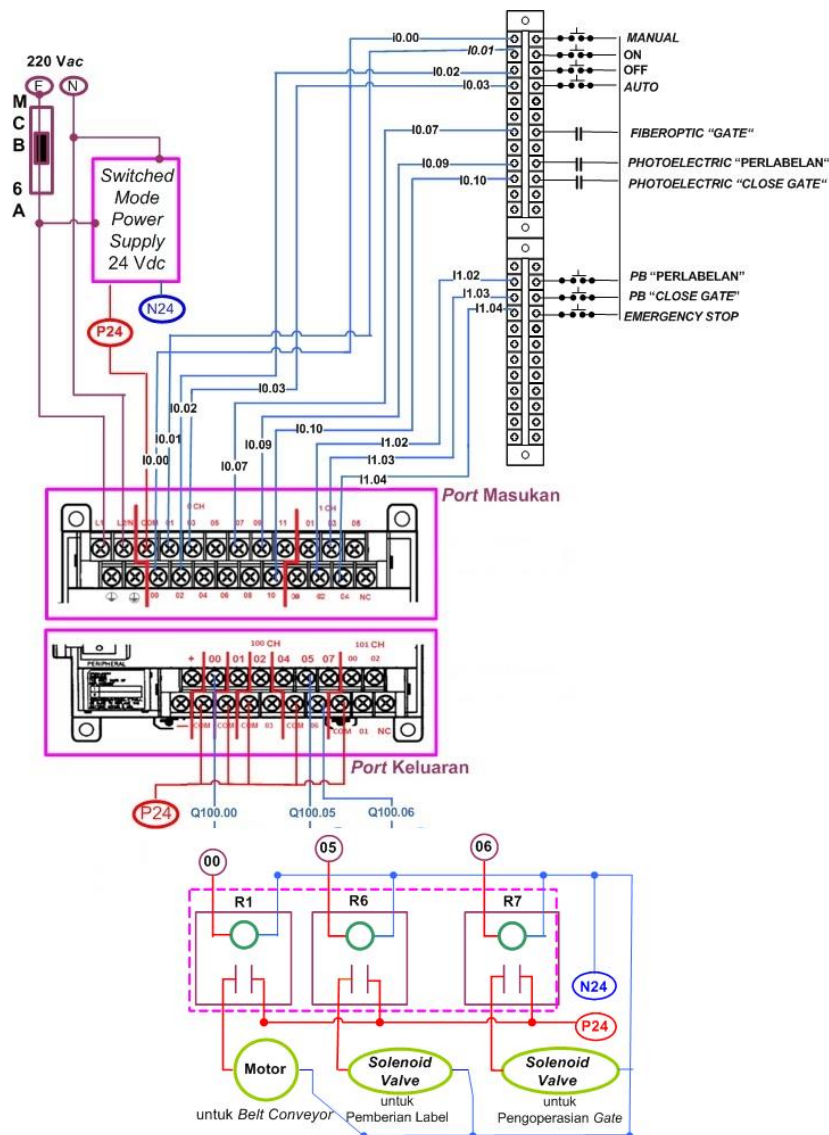 220 Vac
F N
MCB 6 A
Switched
Mode
Power
Supply
24 Vdc
P24
N24
I0.00
I0.01
I0.02
I0.03
I0.07
I0.09
I0.10
MANUAL
ON
OFF
AUTO
FIBEROPTIC "GATE"
PHOTOELECTRIC "PERLABELAN"
PHOTOELECTRIC "CLOSE GATE"
I1.02
I1.03
I1.04
PB "PERLABELAN"
PB "CLOSE GATE"
EMERGENCY STOP
I0.03
I0.02
I0.01
I0.00
I0.07
I0.09
I0.10
I1.02
I1.03
I1.04
Port Masukan
0 CH 1 CH
L1 L2/N COM 01 03 05 07 09 11 01 03 05
00 02 04 06 08 10 00 02 04 NC
100 CH 101 CH
+ 00 01 02 04 05 07 00 02
PERIPHERAL
— COM COM COM 03 COM 06 COM 01 NC
Port Keluaran
P24
Q100.00 Q100.05 Q100.06
00 05 06
R1 R6 R7
N24
P24
Motor
untuk Belt Conveyor
Solenoid
Valve
untuk
Pemberian Label
Solenoid
Valve
untuk
Pengoperasian Gate